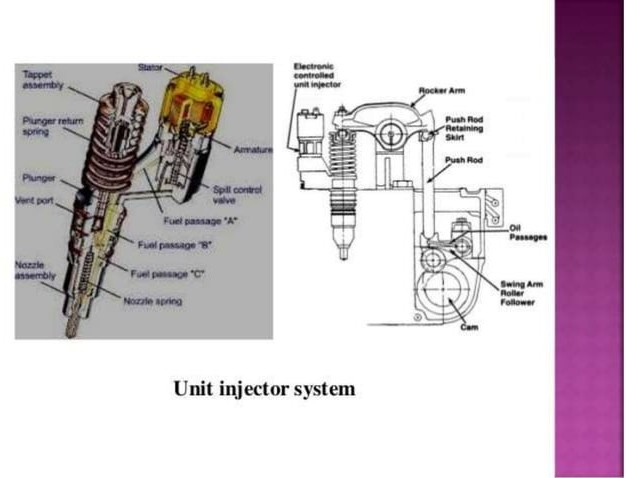 Stator
Tappet
assembly
Plunger return
spring
Armature
Plunger
Spill control
valve
Vent port
Fuel passage "A"
Fuel passage "B"
Nozzle
assembly
Fuel passage "C"
Nozzle spring
Electronic
controlled
unit injector
Rocker Arm
Push Rod
Retaining
Skirt
Push Rod
Oil
Passages
Swing Arm
Roller
Follower
Cam
Unit injector system